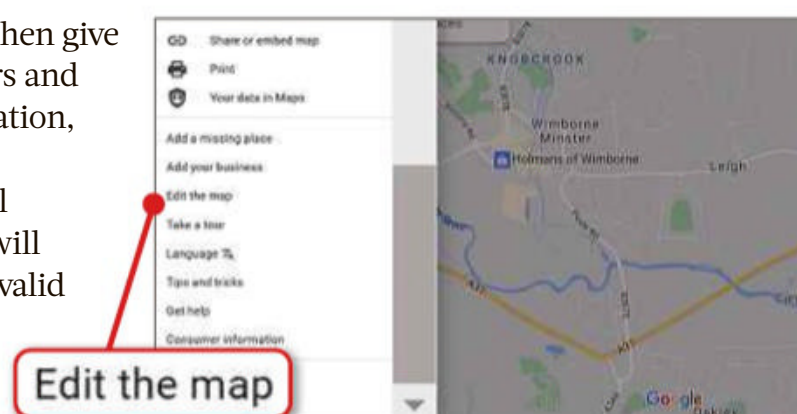 hen give
rs and
ation,
l
will
valid
Share or embed map
Print
Your data in Maps
Add a missing place
Add your business
Edit the map
Take a tour
Language
Tips and tricks
Get help
Consumer information
Edit the map
KNOBCROOK
Wimborne
Minster
Holmans of Wimborne
Leigh
A31
A31
Google